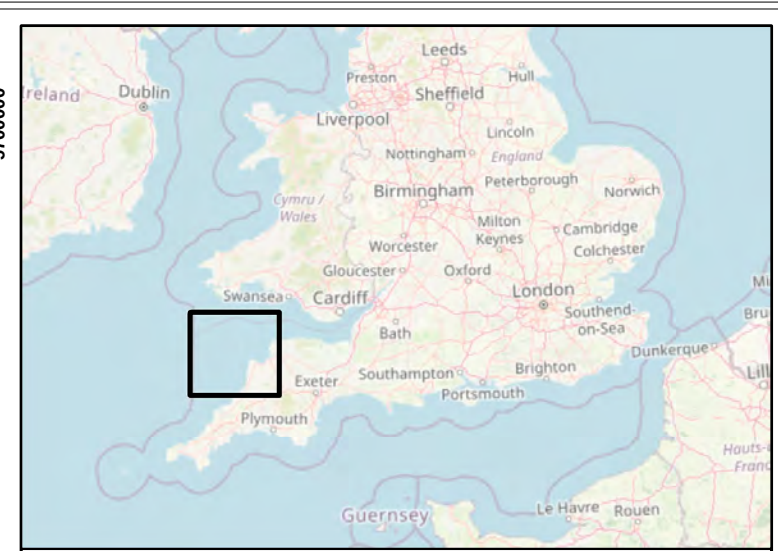 Leeds
Preston
Hull
Ireland
Dublin
Sheffield
Liverpool
Lincoln
Nottingham
England
Birmingham
Peterborough
Norwich
Cymru /
Wales
Milton
Keynes
Cambridge
Worcester
Colchester
Gloucester
Oxford
Swansea
Cardiff
London
Southend-
on-Sea
Bath
Dunkerque
Exeter
Southampton
Brighton
Portsmouth
Plymouth
Guernsey
Le Havre
Rouen